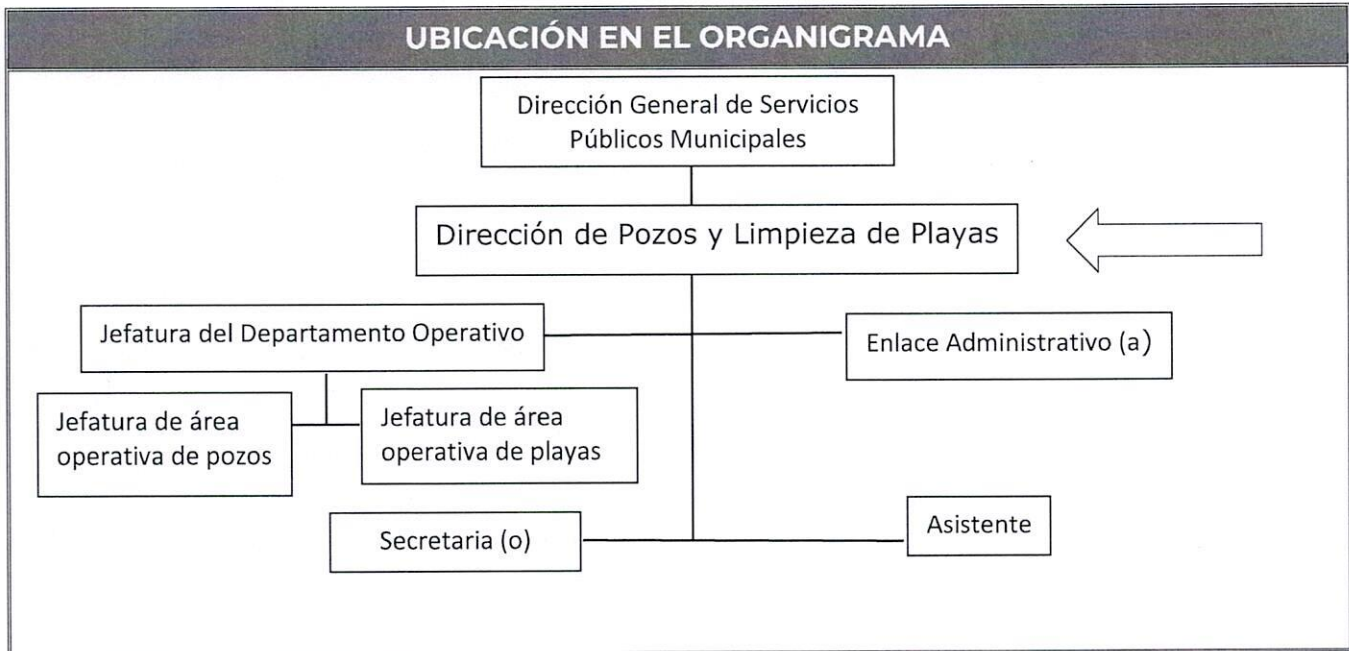 UBICACIÓN EN EL ORGANIGRAMA
Dirección General de Servicios
Públicos Municipales
Dirección de Pozos y Limpieza de Playas
Jefatura del Departamento Operativo
Enlace Administrativo (a)
Jefatura de área
operativa de pozos
Jefatura de área
operativa de playas
Secretaria (o)
Asistente